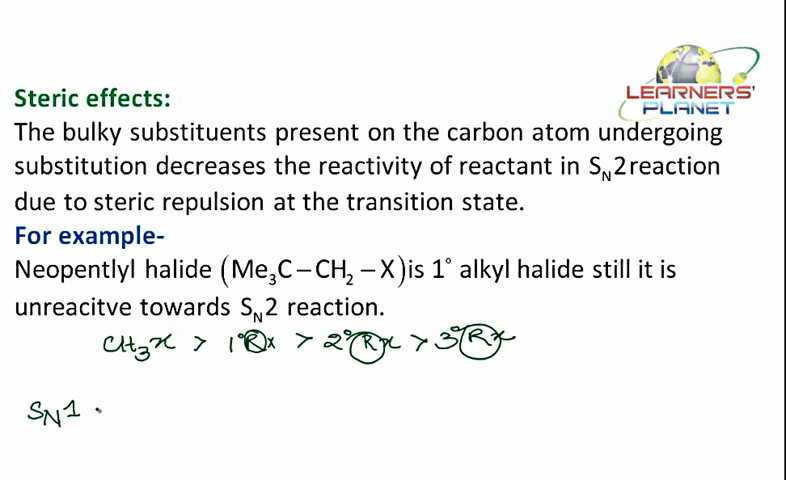 LEARNERS'
PLANET
Steric effects:
The bulky substituents present on the carbon atom undergoing
substitution decreases the reactivity of reactant in SN2 reaction
due to steric repulsion at the transition state.
For example-
Neopentlyl halide (Me3C–CH2–X)is 1° alkyl halide still it is
unreacitve towards SN2 reaction.
CH3x > 1°Rx > 2°Rx > 3°Rx
SN1